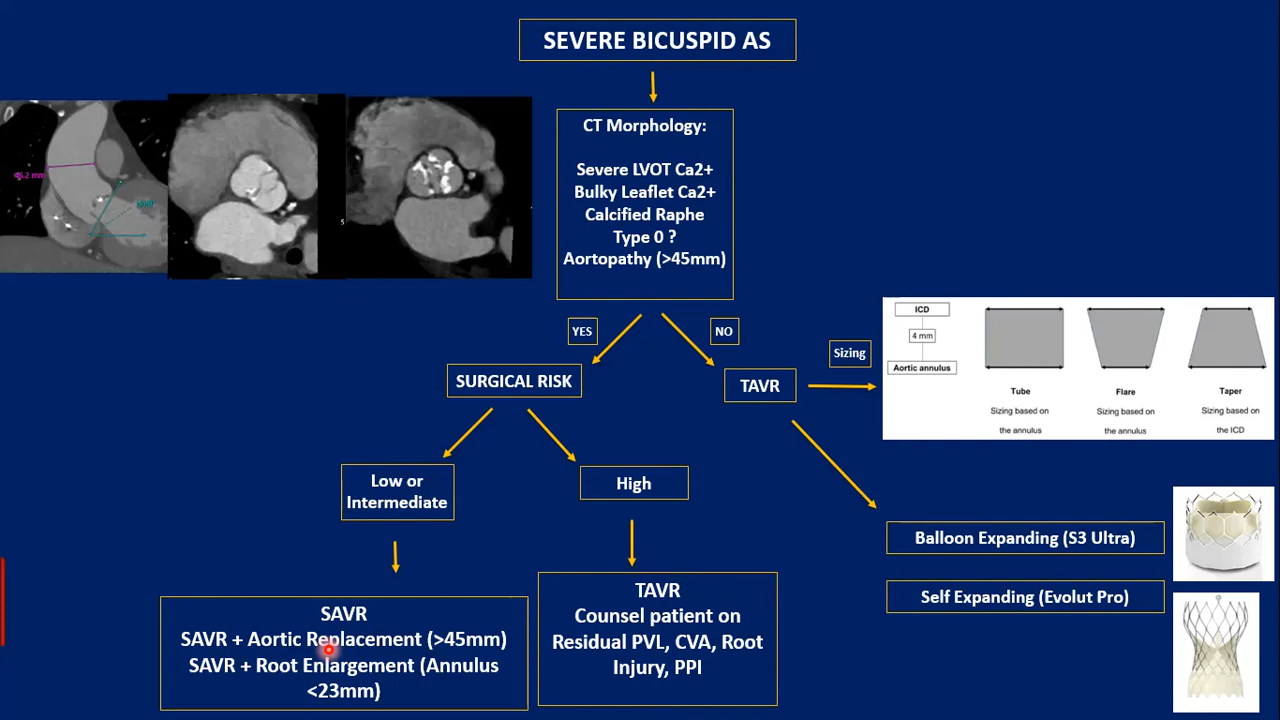 SEVERE BICUSPID AS
CT Morphology:
Severe LVOT Ca2+
Bulky Leaflet Ca2+
Calcified Raphe
Type 0 ?
Aortopathy (>45mm)
5
YES
NO
Sizing
SURGICAL RISK
TAVR
ICD
4 mm
Aortic annulus
Tube
Sizing based on
the annulus
Flare
Sizing based on
the annulus
Taper
Sizing based on
the ICD
Low or
Intermediate
High
Balloon Expanding (S3 Ultra)
Self Expanding (Evolut Pro)
SAVR
SAVR + Aortic Replacement (>45mm)
SAVR + Root Enlargement (Annulus
<23mm)
TAVR
Counsel patient on
Residual PVL, CVA, Root
Injury, PPI